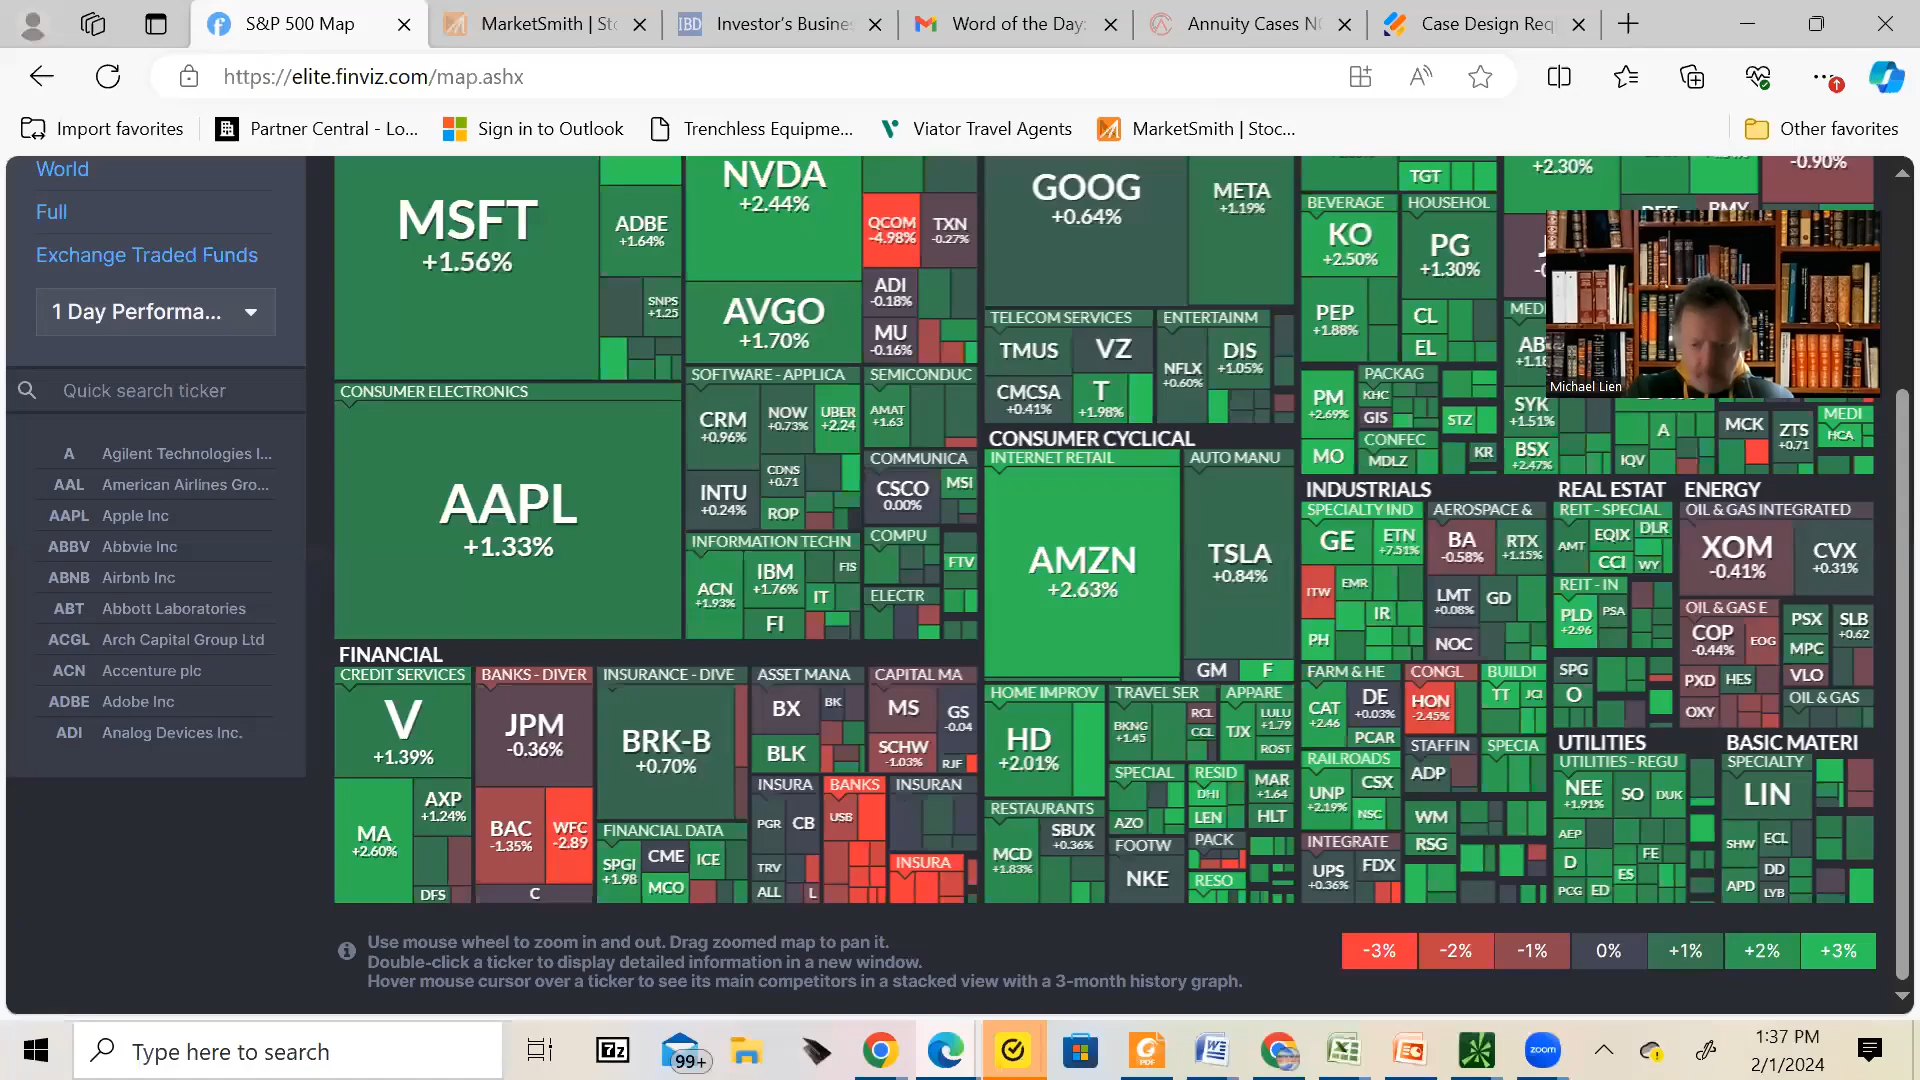 S&P 500 Map
MarketSmith | Sto
IBD
Investor's Busine
Word of the Day:
Annuity Cases N
Case Design Req
https://elite.finviz.com/map.ashx
Import favorites
Partner Central - Lo...
Sign in to Outlook
Trenchless Equipme...
Viator Travel Agents
MarketSmith | Stoc...
Other favorites
World
Full
Exchange Traded Funds
1 Day Performa...
Quick search ticker
A Agilent Technologies I...
AAL American Airlines Gro...
AAPL Apple Inc
ABBV Abbvie Inc
ABNB Airbnb Inc
ABT Abbott Laboratories
ACGL Arch Capital Group Ltd
ACN Accenture plc
ADBE Adobe Inc
ADI Analog Devices Inc.
MSFT
+1.56%
ADBE
+1.64%
SNPS
+1.25
CONSUMER ELECTRONICS
AAPL
+1.33%
NVDA
+2.44%
AVGO
+1.70%
QCOM
-4.98%
TXN
-0.27%
ADI
-0.18%
MU
-0.16%
SOFTWARE - APPLICA
CRM
+0.96%
NOW
+0.73%
UBER
+2.24
INTU
+0.24%
CDNS
+0.71
ROP
SEMICONDUC
AMAT
+1.63
COMMUNICA
CSCO
0.00%
MSI
INFORMATION TECHN
ACN
+1.93%
IBM
+1.76%
FIS
IT
FI
COMPU
FTV
ELECTR
GOOG
+0.64%
META
+1.19%
TELECOM SERVICES
TMUS
VZ
CMCSA
+0.41%
T
+1.98%
ENTERTAINM
NFLX
+0.60%
DIS
+1.05%
CONSUMER CYCLICAL
INTERNET RETAIL
AMZN
+2.63%
AUTO MANU
TSLA
+0.84%
GM
F
HOME IMPROV
HD
+2.01%
TRAVEL SER
BKNG
+1.45
RCL
CCL
APPARE
TJX
LULU
+1.79
ROST
SPECIAL
AZO
RESID
DHI
LEN
MAR
+1.64
HLT
RESTAURANTS
MCD
+1.83%
SBUX
+0.36%
FOOTW
NKE
PACK
RESO
TGT
BEVERAGE
KO
+2.50%
PEP
+1.88%
HOUSEHOL
PG
+1.30%
CL
EL
PM
+2.69%
MO
PACKAG
KHC
GIS
CONFEC
MDLZ
STZ
KR
+2.30%
-0.90%
BMY
MED
AB
+1.18
SYK
+1.51%
BSX
+2.47%
IQV
A
MCK
ZTS
+0.71
MEDI
HCA
Michael Lien
INDUSTRIALS
SPECIALTY IND
GE
ETN
+7.51%
ITW
EMR
IR
PH
AEROSPACE &
BA
-0.58%
RTX
+1.15%
LMT
+0.08%
GD
NOC
FARM & HE
CAT
+2.46
DE
+0.03%
PCAR
CONGL
HON
-2.45%
BUILDI
TT
JCI
RAILROADS
UNP
+2.19%
CSX
NSC
STAFFIN
ADP
SPECIA
WM
RSG
INTEGRATE
UPS
+0.36%
FDX
REAL ESTAT
REIT - SPECIAL
AMT
EQIX
DLR
CCI
WY
REIT - IN
PLD
+2.96
PSA
SPG
O
ENERGY
OIL & GAS INTEGRATED
XOM
-0.41%
CVX
+0.31%
OIL & GAS E
COP
-0.44%
EOG
PXD
HES
OXY
PSX
SLB
+0.62
MPC
VLO
OIL & GAS
UTILITIES
UTILITIES - REGU
NEE
+1.91%
SO
DUK
AEP
D
FE
ES
PCG
ED
BASIC MATERI
SPECIALTY
LIN
SHW
ECL
DD
APD
LYB
FINANCIAL
CREDIT SERVICES
V
+1.39%
MA
+2.60%
AXP
+1.24%
DFS
BANKS - DIVER
JPM
-0.36%
BAC
-1.35%
WFC
-2.89
C
INSURANCE - DIVE
BRK-B
+0.70%
FINANCIAL DATA
SPGI
+1.98
CME
ICE
MCO
ASSET MANA
BX
BK
BLK
CAPITAL MA
MS
GS
-0.04
SCHW
-1.03%
RJF
INSURA
PGR
CB
TRV
ALL
L
BANKS
USB
INSURAN
INSURA
Use mouse wheel to zoom in and out. Drag zoomed map to pan it.
Double-click a ticker to display detailed information in a new window.
Hover mouse cursor over a ticker to see its main competitors in a stacked view with a 3-month history graph.
-3% -2% -1% 0% +1% +2% +3%
Type here to search
7z
99+
PDF
zoom
1:37 PM
2/1/2024